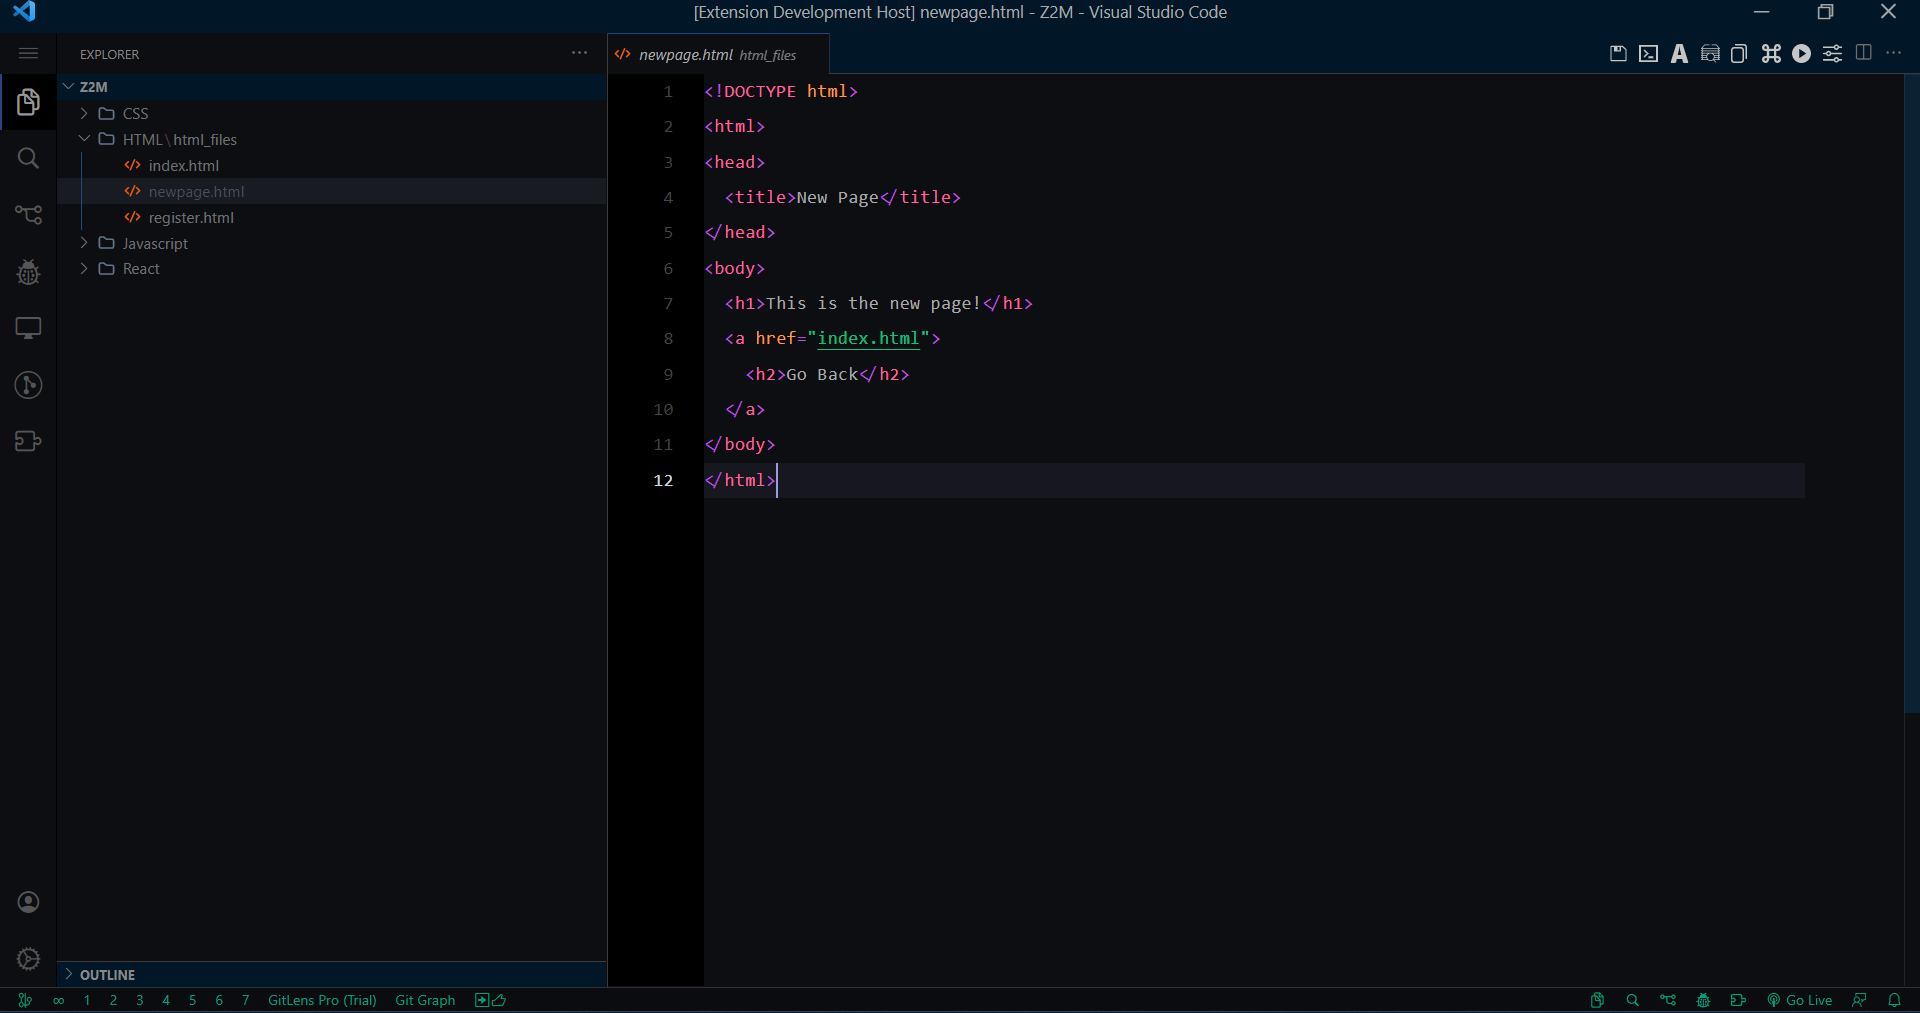 [Extension Development Host] newpage.html - Z2M - Visual Studio Code
EXPLORER
newpage.html html_files
Z2M
CSS
HTML\html_files
index.html
newpage.html
register.html
Javascript
React
1 <!DOCTYPE html>
2 <html>
3 <head>
4 <title>New Page</title>
5 </head>
6 <body>
7 <h1>This is the new page!</h1>
8 <a href="index.html">
9 <h2>Go Back</h2>
10 </a>
11 </body>
12 </html>
OUTLINE
∞ 1 2 3 4 5 6 7 GitLens Pro (Trial) Git Graph Go Live